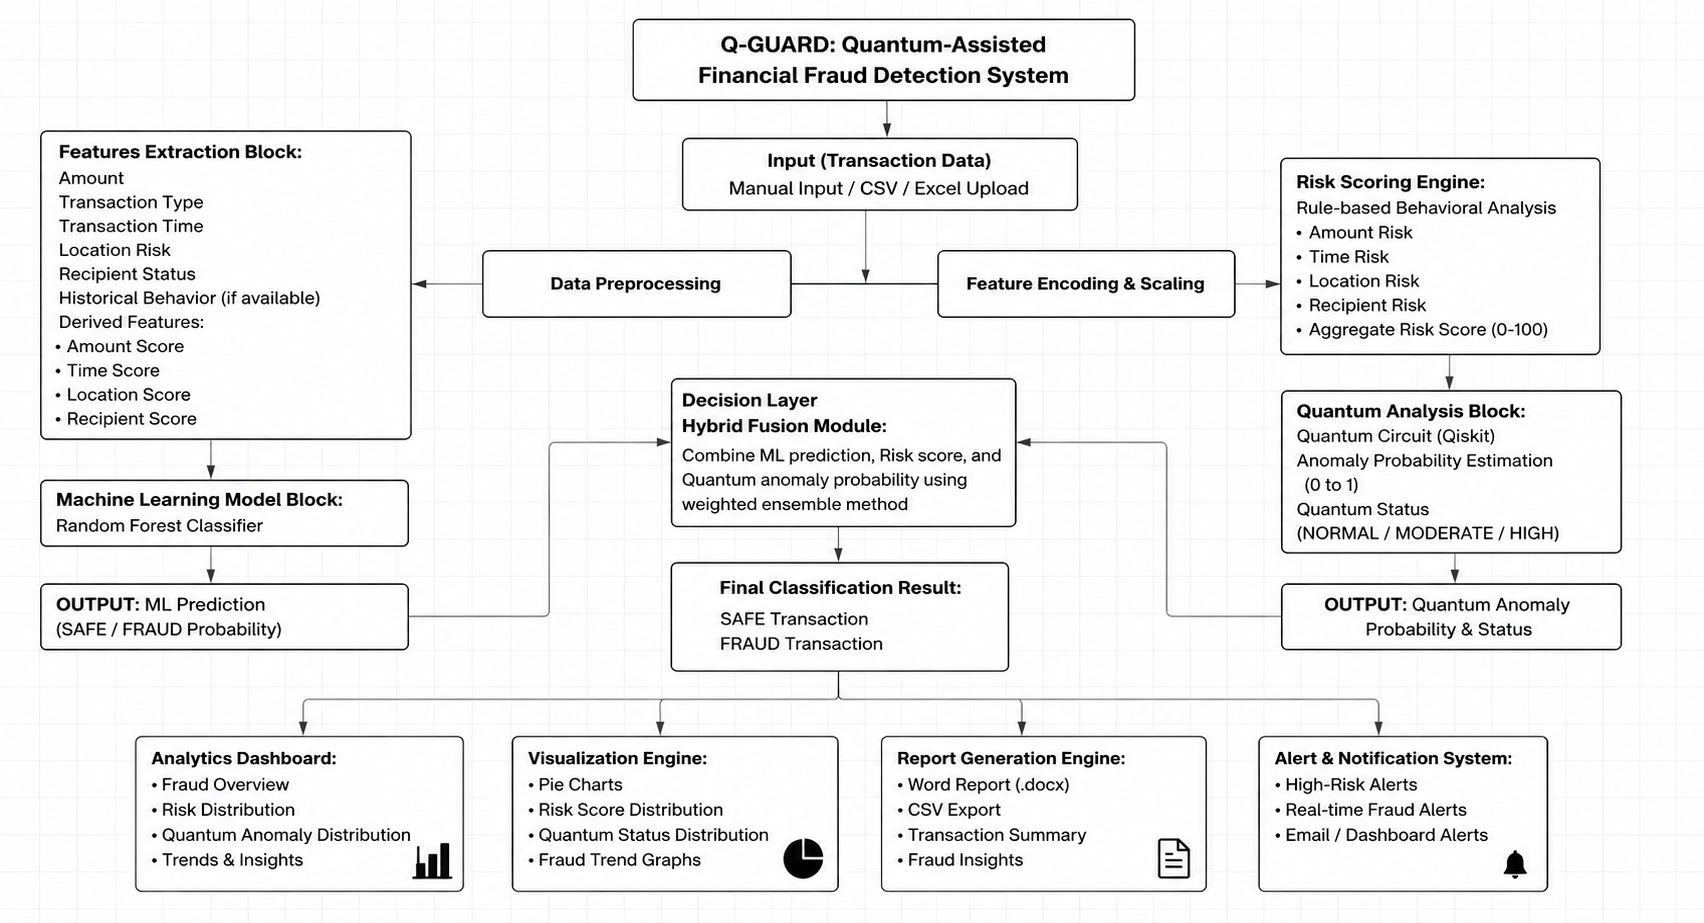 Q-GUARD: Quantum-Assisted
Financial Fraud Detection System
Input (Transaction Data)
Manual Input / CSV / Excel Upload
Data Preprocessing
Feature Encoding & Scaling
Features Extraction Block:
Amount
Transaction Type
Transaction Time
Location Risk
Recipient Status
Historical Behavior (if available)
Derived Features:
• Amount Score
• Time Score
• Location Score
• Recipient Score
Machine Learning Model Block:
Random Forest Classifier
OUTPUT: ML Prediction
(SAFE / FRAUD Probability)
Risk Scoring Engine:
Rule-based Behavioral Analysis
• Amount Risk
• Time Risk
• Location Risk
• Recipient Risk
• Aggregate Risk Score (0-100)
Quantum Analysis Block:
Quantum Circuit (Qiskit)
Anomaly Probability Estimation
(0 to 1)
Quantum Status
(NORMAL / MODERATE / HIGH)
OUTPUT: Quantum Anomaly
Probability & Status
Decision Layer
Hybrid Fusion Module:
Combine ML prediction, Risk score, and
Quantum anomaly probability using
weighted ensemble method
Final Classification Result:
SAFE Transaction
FRAUD Transaction
Analytics Dashboard:
• Fraud Overview
• Risk Distribution
• Quantum Anomaly Distribution
• Trends & Insights
Visualization Engine:
• Pie Charts
• Risk Score Distribution
• Quantum Status Distribution
• Fraud Trend Graphs
Report Generation Engine:
• Word Report (.docx)
• CSV Export
• Transaction Summary
• Fraud Insights
Alert & Notification System:
• High-Risk Alerts
• Real-time Fraud Alerts
• Email / Dashboard Alerts